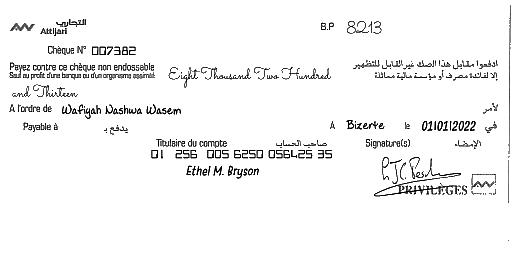 التجاري
Attijari
B.P 8213
Chèque N° 007382
Payez contre ce chèque non endossable
Sauf au profit d'une banque ou d'un organisme assimilé
Eight Thousand Two Hundred
ادفعوا مقابل هذا الصك غير القابل للتظهير
إلا لفائدة مصرف أو مؤسسة مالية مماثلة
and Thirteen
A l'ordre de Wafiyah Nashwa Wasem
لأمر
Payable à
يدفع بـ
A Bizerte le 01/01/2022 في
Titulaire du compte صاحب الحساب
Signature(s) الإمضاء
01 256 005 6250 056425 35
Ethel M. Bryson
PRIVILÈGES